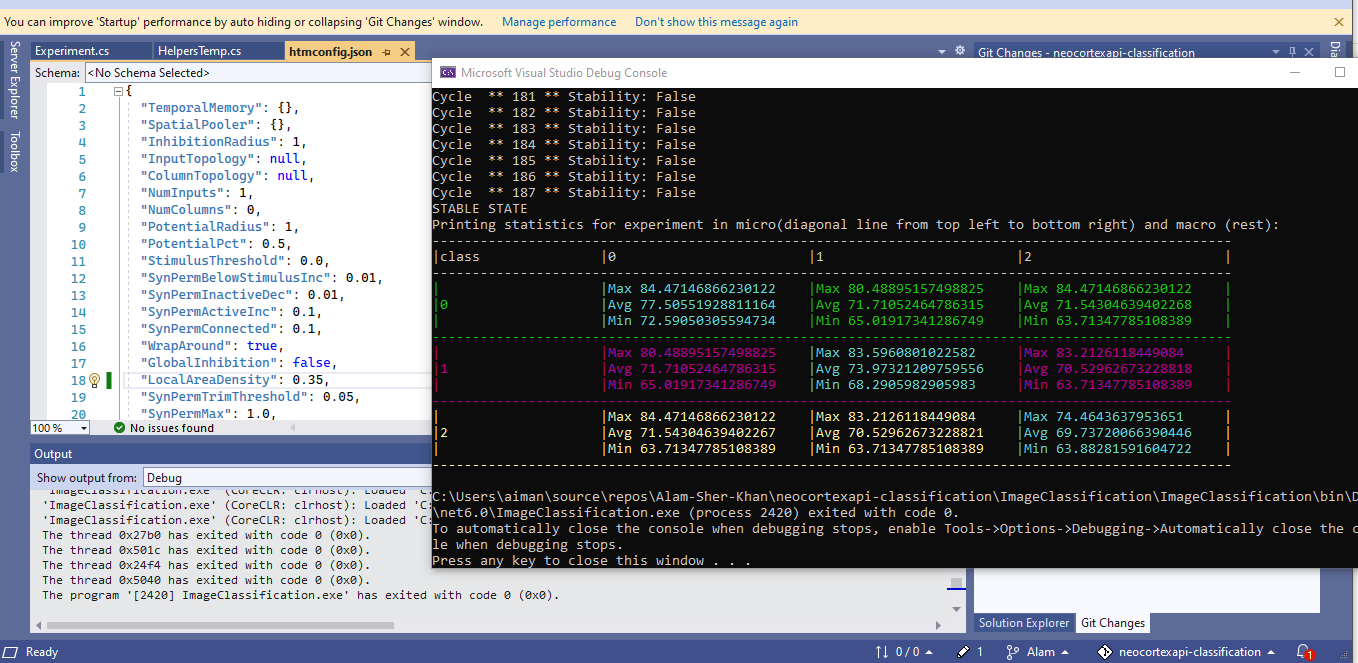 You can improve 'Startup' performance by auto hiding or collapsing 'Git Changes' window. Manage performance Don't show this message again
Server Explorer
Toolbox
Experiment.cs HelpersTemp.cs htmconfig.json
Schema: <No Schema Selected>
1 {
2 "TemporalMemory": {},
3 "SpatialPooler": {},
4 "InhibitionRadius": 1,
5 "InputTopology": null,
6 "ColumnTopology": null,
7 "NumInputs": 1,
8 "NumColumns": 0,
9 "PotentialRadius": 1,
10 "PotentialPct": 0.5,
11 "StimulusThreshold": 0.0,
12 "SynPermBelowStimulusInc": 0.01,
13 "SynPermInactiveDec": 0.01,
14 "SynPermActiveInc": 0.1,
15 "SynPermConnected": 0.1,
16 "WrapAround": true,
17 "GlobalInhibition": false,
18 "LocalAreaDensity": 0.35,
19 "SynPermTrimThreshold": 0.05,
20 "SynPermMax": 1.0,
100 % No issues found
Git Changes - neocortexapi-classification
Microsoft Visual Studio Debug Console
Cycle ** 181 ** Stability: False
Cycle ** 182 ** Stability: False
Cycle ** 183 ** Stability: False
Cycle ** 184 ** Stability: False
Cycle ** 185 ** Stability: False
Cycle ** 186 ** Stability: False
Cycle ** 187 ** Stability: False
STABLE STATE
Printing statistics for experiment in micro(diagonal line from top left to bottom right) and macro (rest):
|class |0 |1 |2 |
| |Max 84.47146866230122 |Max 80.48895157498825 |Max 84.47146866230122 |
|0 |Avg 77.50551928811164 |Avg 71.71052464786315 |Avg 71.54304639402268 |
| |Min 72.59050305594734 |Min 65.01917341286749 |Min 63.71347785108389 |
| |Max 80.48895157498825 |Max 83.5960801022582 |Max 83.2126118449084 |
|1 |Avg 71.71052464786315 |Avg 73.97321209759556 |Avg 70.52962673228818 |
| |Min 65.01917341286749 |Min 68.2905982905983 |Min 63.71347785108389 |
| |Max 84.47146866230122 |Max 83.2126118449084 |Max 74.4643637953651 |
|2 |Avg 71.54304639402267 |Avg 70.52962673228821 |Avg 69.73720066390446 |
| |Min 63.71347785108389 |Min 63.71347785108389 |Min 63.88281591604722 |
C:\Users\aiman\source\repos\Alam-Sher-Khan\neocortexapi-classification\ImageClassification\ImageClassification\bin\D
\net6.0\ImageClassification.exe (process 2420) exited with code 0.
To automatically close the console when debugging stops, enable Tools->Options->Debugging->Automatically close the c
le when debugging stops.
Press any key to close this window . . .
Output
Show output from: Debug
'ImageClassification.exe' (CoreCLR: clrhost): Loaded 'C:
'ImageClassification.exe' (CoreCLR: clrhost): Loaded 'C:
'ImageClassification.exe' (CoreCLR: clrhost): Loaded 'C:
The thread 0x27b0 has exited with code 0 (0x0).
The thread 0x501c has exited with code 0 (0x0).
The thread 0x24f4 has exited with code 0 (0x0).
The thread 0x5040 has exited with code 0 (0x0).
The program '[2420] ImageClassification.exe' has exited with code 0 (0x0).
Solution Explorer Git Changes
Ready 0 / 0 1 Alam neocortexapi-classification 1